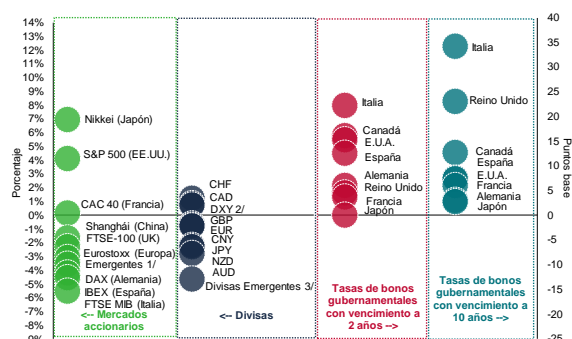 14%
13%
12%
11%
10%
9%
8%
7%
6%
5%
4%
3%
2%
1%
0%
-1%
-2%
-3%
-4%
-5%
-6%
-7%
-8%
Porcentaje
Nikkei (Japón)
S&P 500 (EE.UU.)
CAC 40 (Francia)
Shanghái (China)
FTSE-100 (UK)
Eurostoxx (Europa)
Emergentes 1/
DAX (Alemania)
IBEX (España)
FTSE MIB (Italia)
<-- Mercados
accionarios
CHF
CAD
DXY 2/
GBP
EUR
CNY
JPY
NZD
AUD
Divisas Emergentes 3/
<-- Divisas
Italia
Canadá
E.U.A.
España
Alemania
Reino Unido
Francia
Japón
Tasas de bonos
gubernamentales
con vencimiento a
2 años -->
Italia
Reino Unido
Canadá
España
E.U.A.
Francia
Alemania
Japón
Tasas de bonos
gubernamentales
con vencimiento a
10 años -->
40
35
30
25
20
15
10
5
0
-5
-10
-15
-20
-25
Puntos base